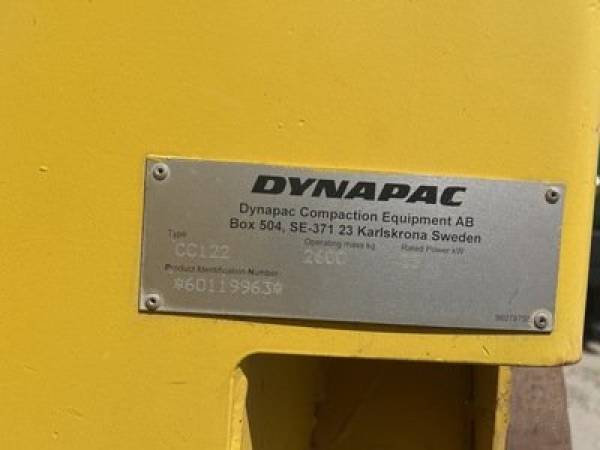 DYNAPAC
Dynapac Compaction Equipment AB
Box 504, SE-371 23 Karlskrona Sweden
Type Operating mass kg Rated Power kW
CC122 2600
Product Identification Number
*60119963*